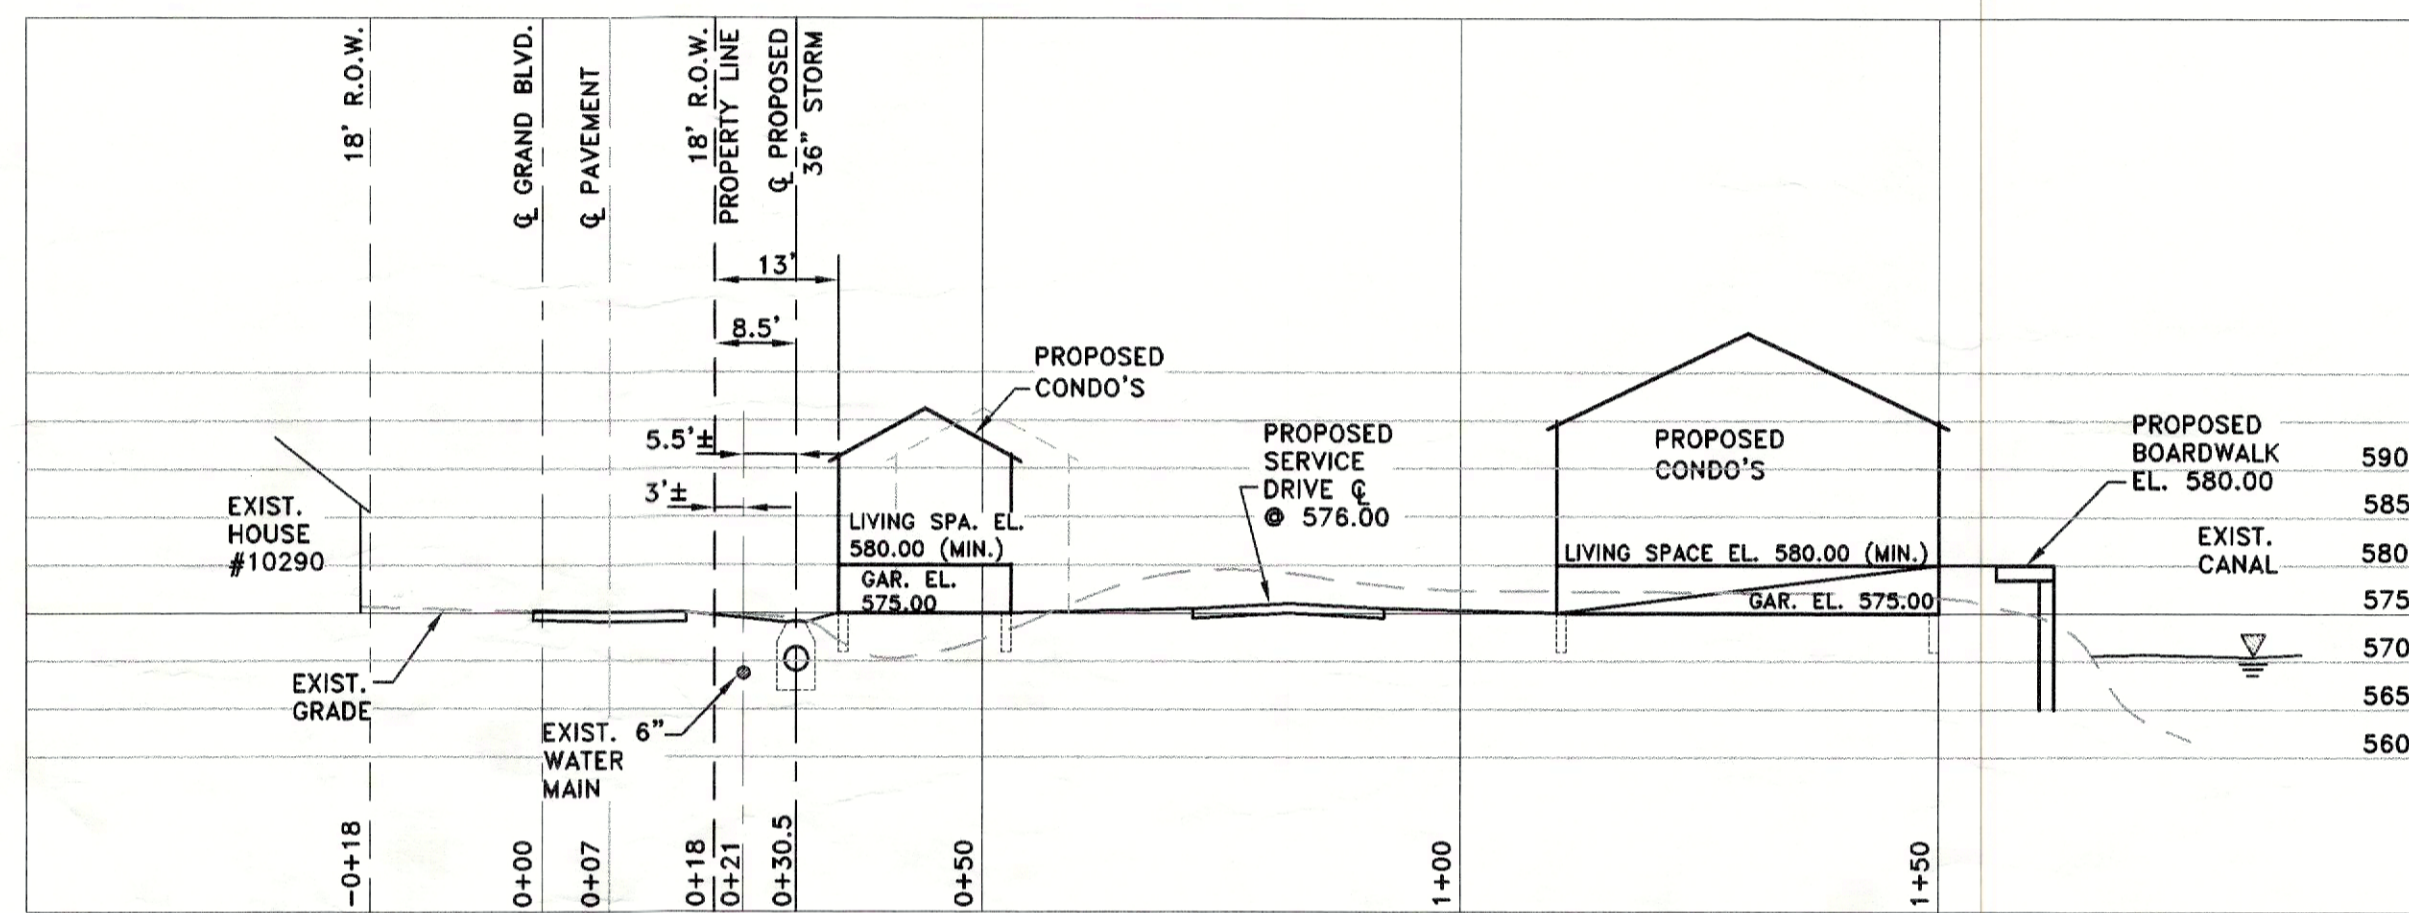 18' R.O.W.
℄ GRAND BLVD.
℄ PAVEMENT
18' R.O.W.
PROPERTY LINE
℄ PROPOSED
36" STORM
13'
8.5'
PROPOSED
CONDO'S
5.5'±
3'±
EXIST.
HOUSE
#10290
LIVING SPA. EL.
580.00 (MIN.)
GAR. EL.
575.00
PROPOSED
SERVICE
DRIVE ℄
@ 576.00
PROPOSED
CONDO'S
LIVING SPACE EL. 580.00 (MIN.)
GAR. EL. 575.00
PROPOSED
BOARDWALK
EL. 580.00
EXIST.
CANAL
590
585
580
575
570
565
560
EXIST.
GRADE
EXIST. 6"
WATER
MAIN
-0+18
0+00
0+07
0+18
0+21
0+30.5
0+50
1+00
1+50